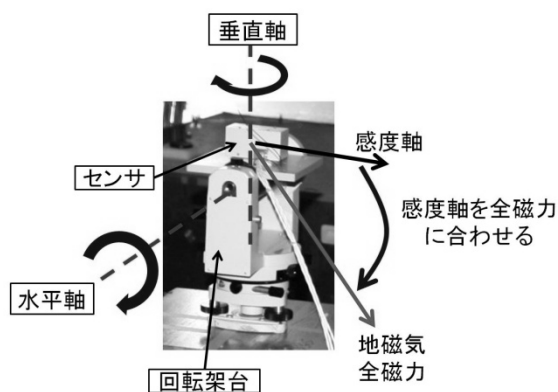 垂直軸
感度軸
センサ
感度軸を全磁力
に合わせる
水平軸
地磁気
全磁力
回転架台